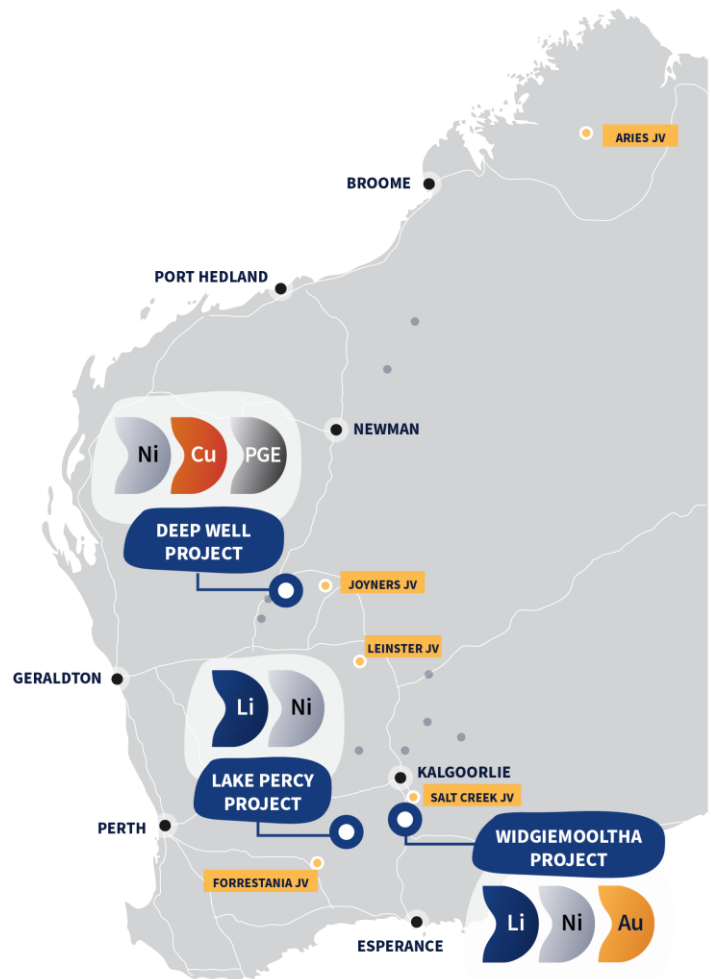 ARIES JV
BROOME
PORT HEDLAND
NEWMAN
Ni Cu PGE
DEEP WELL
PROJECT
JOYNERS JV
LEINSTER JV
GERALDTON
Li Ni
KALGOORLIE
LAKE PERCY
PROJECT
SALT CREEK JV
PERTH
WIDGIEMOOLTHA
PROJECT
FORRESTANIA JV
Li Ni Au
ESPERANCE